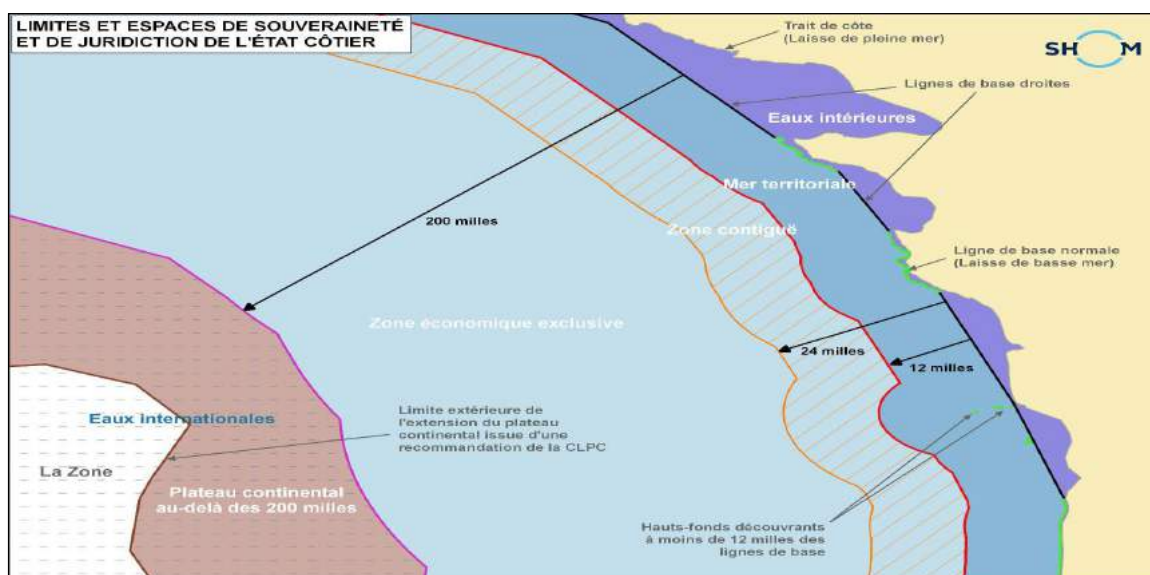 LIMITES ET ESPACES DE SOUVERAINETÉ
ET DE JURIDICTION DE L'ÉTAT CÔTIER
Trait de côte
(Laisse de pleine mer)
SHOM
Lignes de base droites
Eaux intérieures
Mer territoriale
200 milles
Zone contiguë
Ligne de base normale
(Laisse de basse mer)
Zone économique exclusive
24 milles
12 milles
Eaux internationales
Limite extérieure de
l'extension du plateau
continental issue d'une
recommandation de la CLPC
La Zone
Plateau continental
au-delà des 200 milles
Hauts-fonds découvrants
à moins de 12 milles des
lignes de base